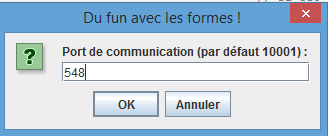 Du fun avec les formes !
Port de communication (par défaut 10001) :
548
OK Annuler